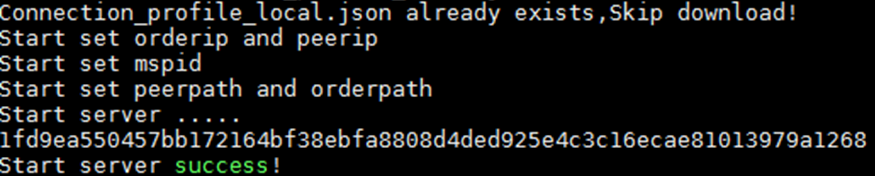 Connection_profile_local.json already exists,Skip download!
Start set orderip and peerip
Start set mspid
Start set peerpath and orderpath
Start server .....
1fd9ea550457bb172164bf38ebfa8808d4ded925e4c3c16ecae81013979a1268
Start server success!